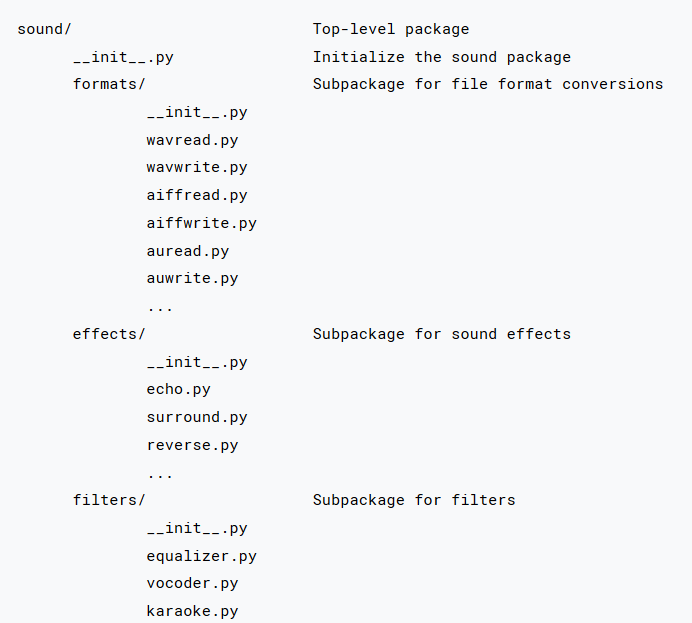 sound/                          Top-level package
      __init__.py               Initialize the sound package
      formats/                  Subpackage for file format conversions
              __init__.py
              wavread.py
              wavwrite.py
              aiffread.py
              aiffwrite.py
              auread.py
              auwrite.py
              ...
      effects/                  Subpackage for sound effects
              __init__.py
              echo.py
              surround.py
              reverse.py
              ...
      filters/                  Subpackage for filters
              __init__.py
              equalizer.py
              vocoder.py
              karaoke.py